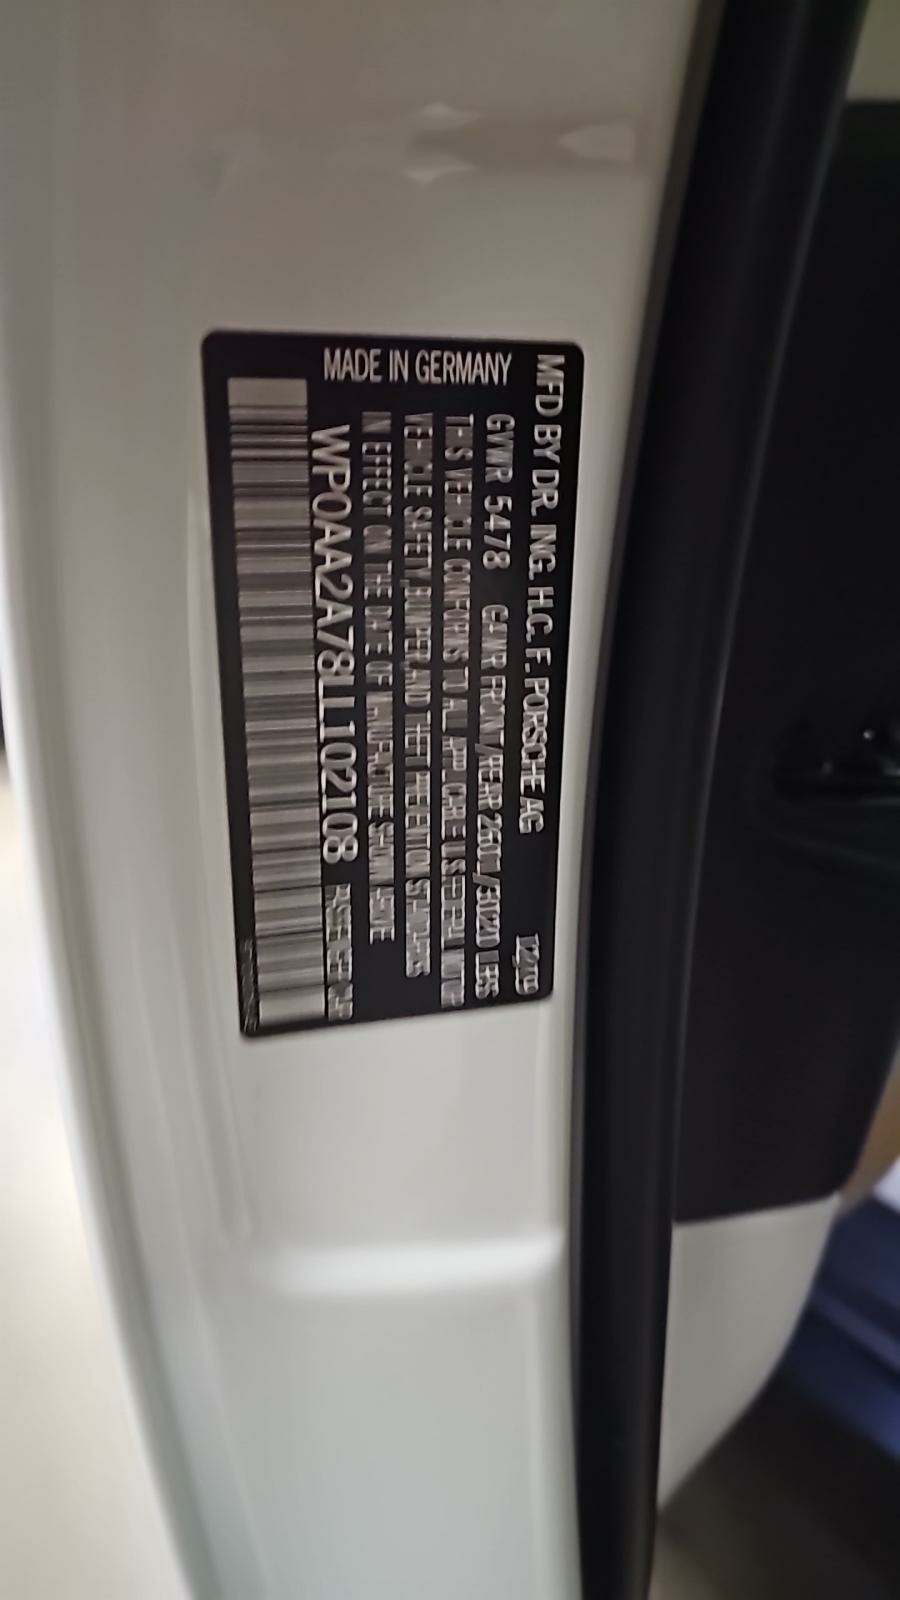 MFD BY DR. ING. H.C. F. PORSCHE AG
GVWR 5478 GAWR FRONT/REAR LBS
THIS VEHICLE CONFORMS TO ALL APPLICABLE U.S. FEDERAL MOTOR
VEHICLE SAFETY, BUMPER, AND THEFT PREVENTION STANDARDS
IN EFFECT ON THE DATE OF MANUFACTURE SHOWN ABOVE
WP0AA2A78LL102108 PASSENGER CAR
MADE IN GERMANY